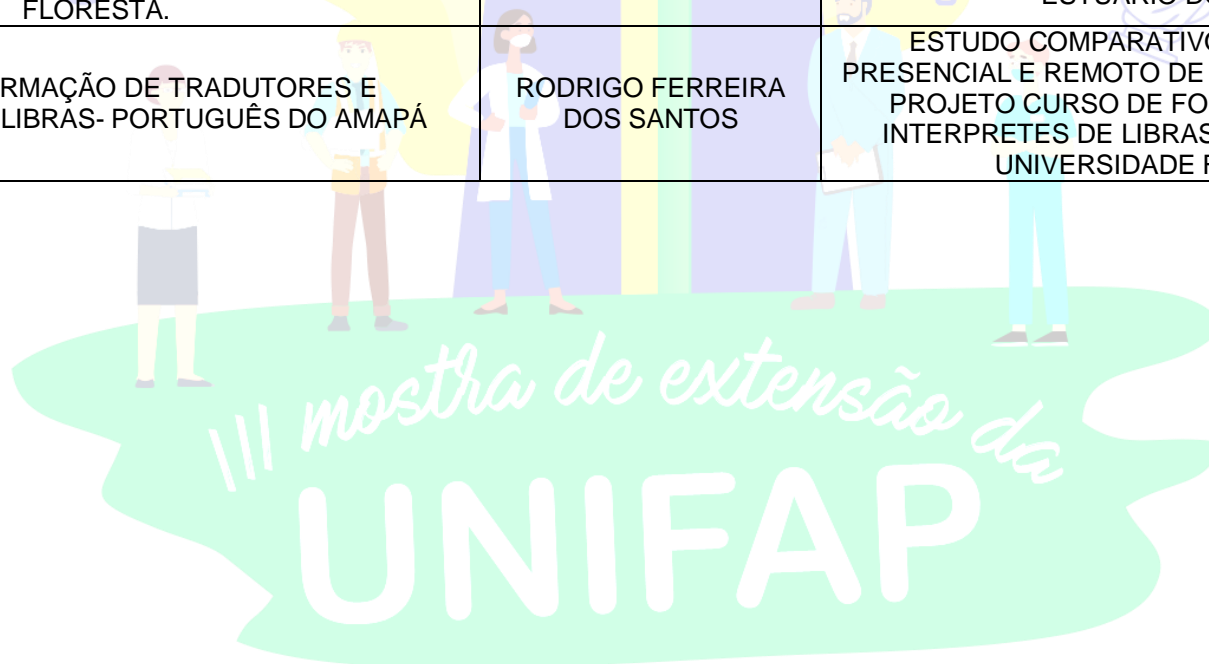 FLORESTA.
RMAÇÃO DE TRADUTORES E
LIBRAS- PORTUGUÊS DO AMAPÁ
RODRIGO FERREIRA
DOS SANTOS
ESTUDO COMPARATIVO
PRESENCIAL E REMOTO DE
PROJETO CURSO DE FO
INTERPRETES DE LIBRAS
UNIVERSIDADE
III mostra de extensão da
UNIFAP